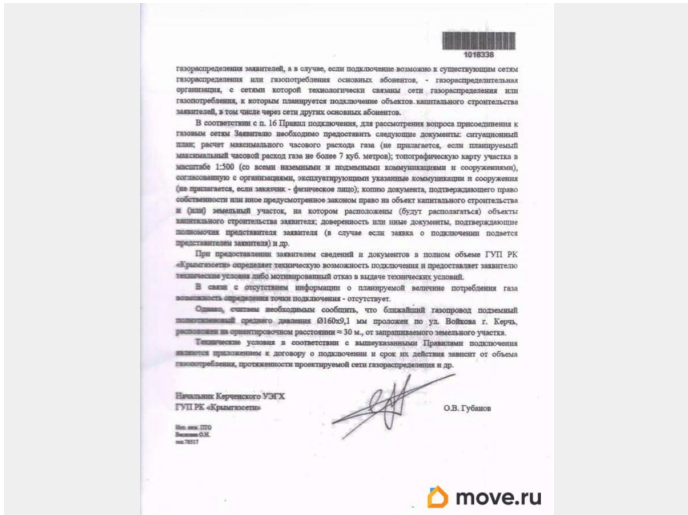 1018338
газораспределения заявителей, а в случае, если подключение возможно к существующим сетям
газораспределения или газопотребления основных абонентов, - газораспределительная
организация, с сетями которой технологически связаны сети газораспределения или
газопотребления, к которым планируется подключение объектов капитального строительства
заявителей, в том числе через сети других основных абонентов.
В соответствии с п. 16 Правил подключения, для рассмотрения вопроса присоединения к
газовым сетям Заявителю необходимо предоставить следующие документы: ситуационный
план; расчет максимального часового расхода газа (не прилагается, если планируемый
максимальный часовой расход газа не более 7 куб. метров); топографическую карту участка в
масштабе 1:500 (со всеми наземными и подземными коммуникациями и сооружениями),
согласованную с организациями, эксплуатирующими указанные коммуникации и сооружения
(не прилагается, если заказчик - физическое лицо); копию документа, подтверждающего право
собственности или иное предусмотренное законом право на объект капитального строительства
и (или) земельный участок, на котором расположены (будут располагаться) объекты
капитального строительства заявителя; доверенность или иные документы, подтверждающие
полномочия представителя заявителя (в случае если заявка о подключении подается
представителем заявителя) и др.
При предоставлении заявителем сведений и документов в полном объеме ГУП РК
«Крымгазсети» определяет техническую возможность подключения и предоставляет заявителю
технические условия либо мотивированный отказ в выдаче технических условий.
В связи с отсутствием информации о планируемой величине потребления газа
возможность определения точки подключения - отсутствует.
Однако, считаем необходимым сообщить, что ближайший газопровод подземный
полиэтиленовый среднего давления Ø160х9,1 мм проложен по ул. Войкова г. Керчь,
расположен на ориентировочном расстоянии ≈ 30 м., от запрашиваемого земельного участка.
Технические условия в соответствии с вышеуказанными Правилами подключения
являются приложением к договору о подключении и срок их действия зависит от объема
газопотребления, протяженности проектируемой сети газораспределения и др.
Начальник Керченского УЭГХ
ГУП РК «Крымгазсети»
О.В. Губанов
Исп. инж. ПТО
О.Н.
тел 76517
move.ru